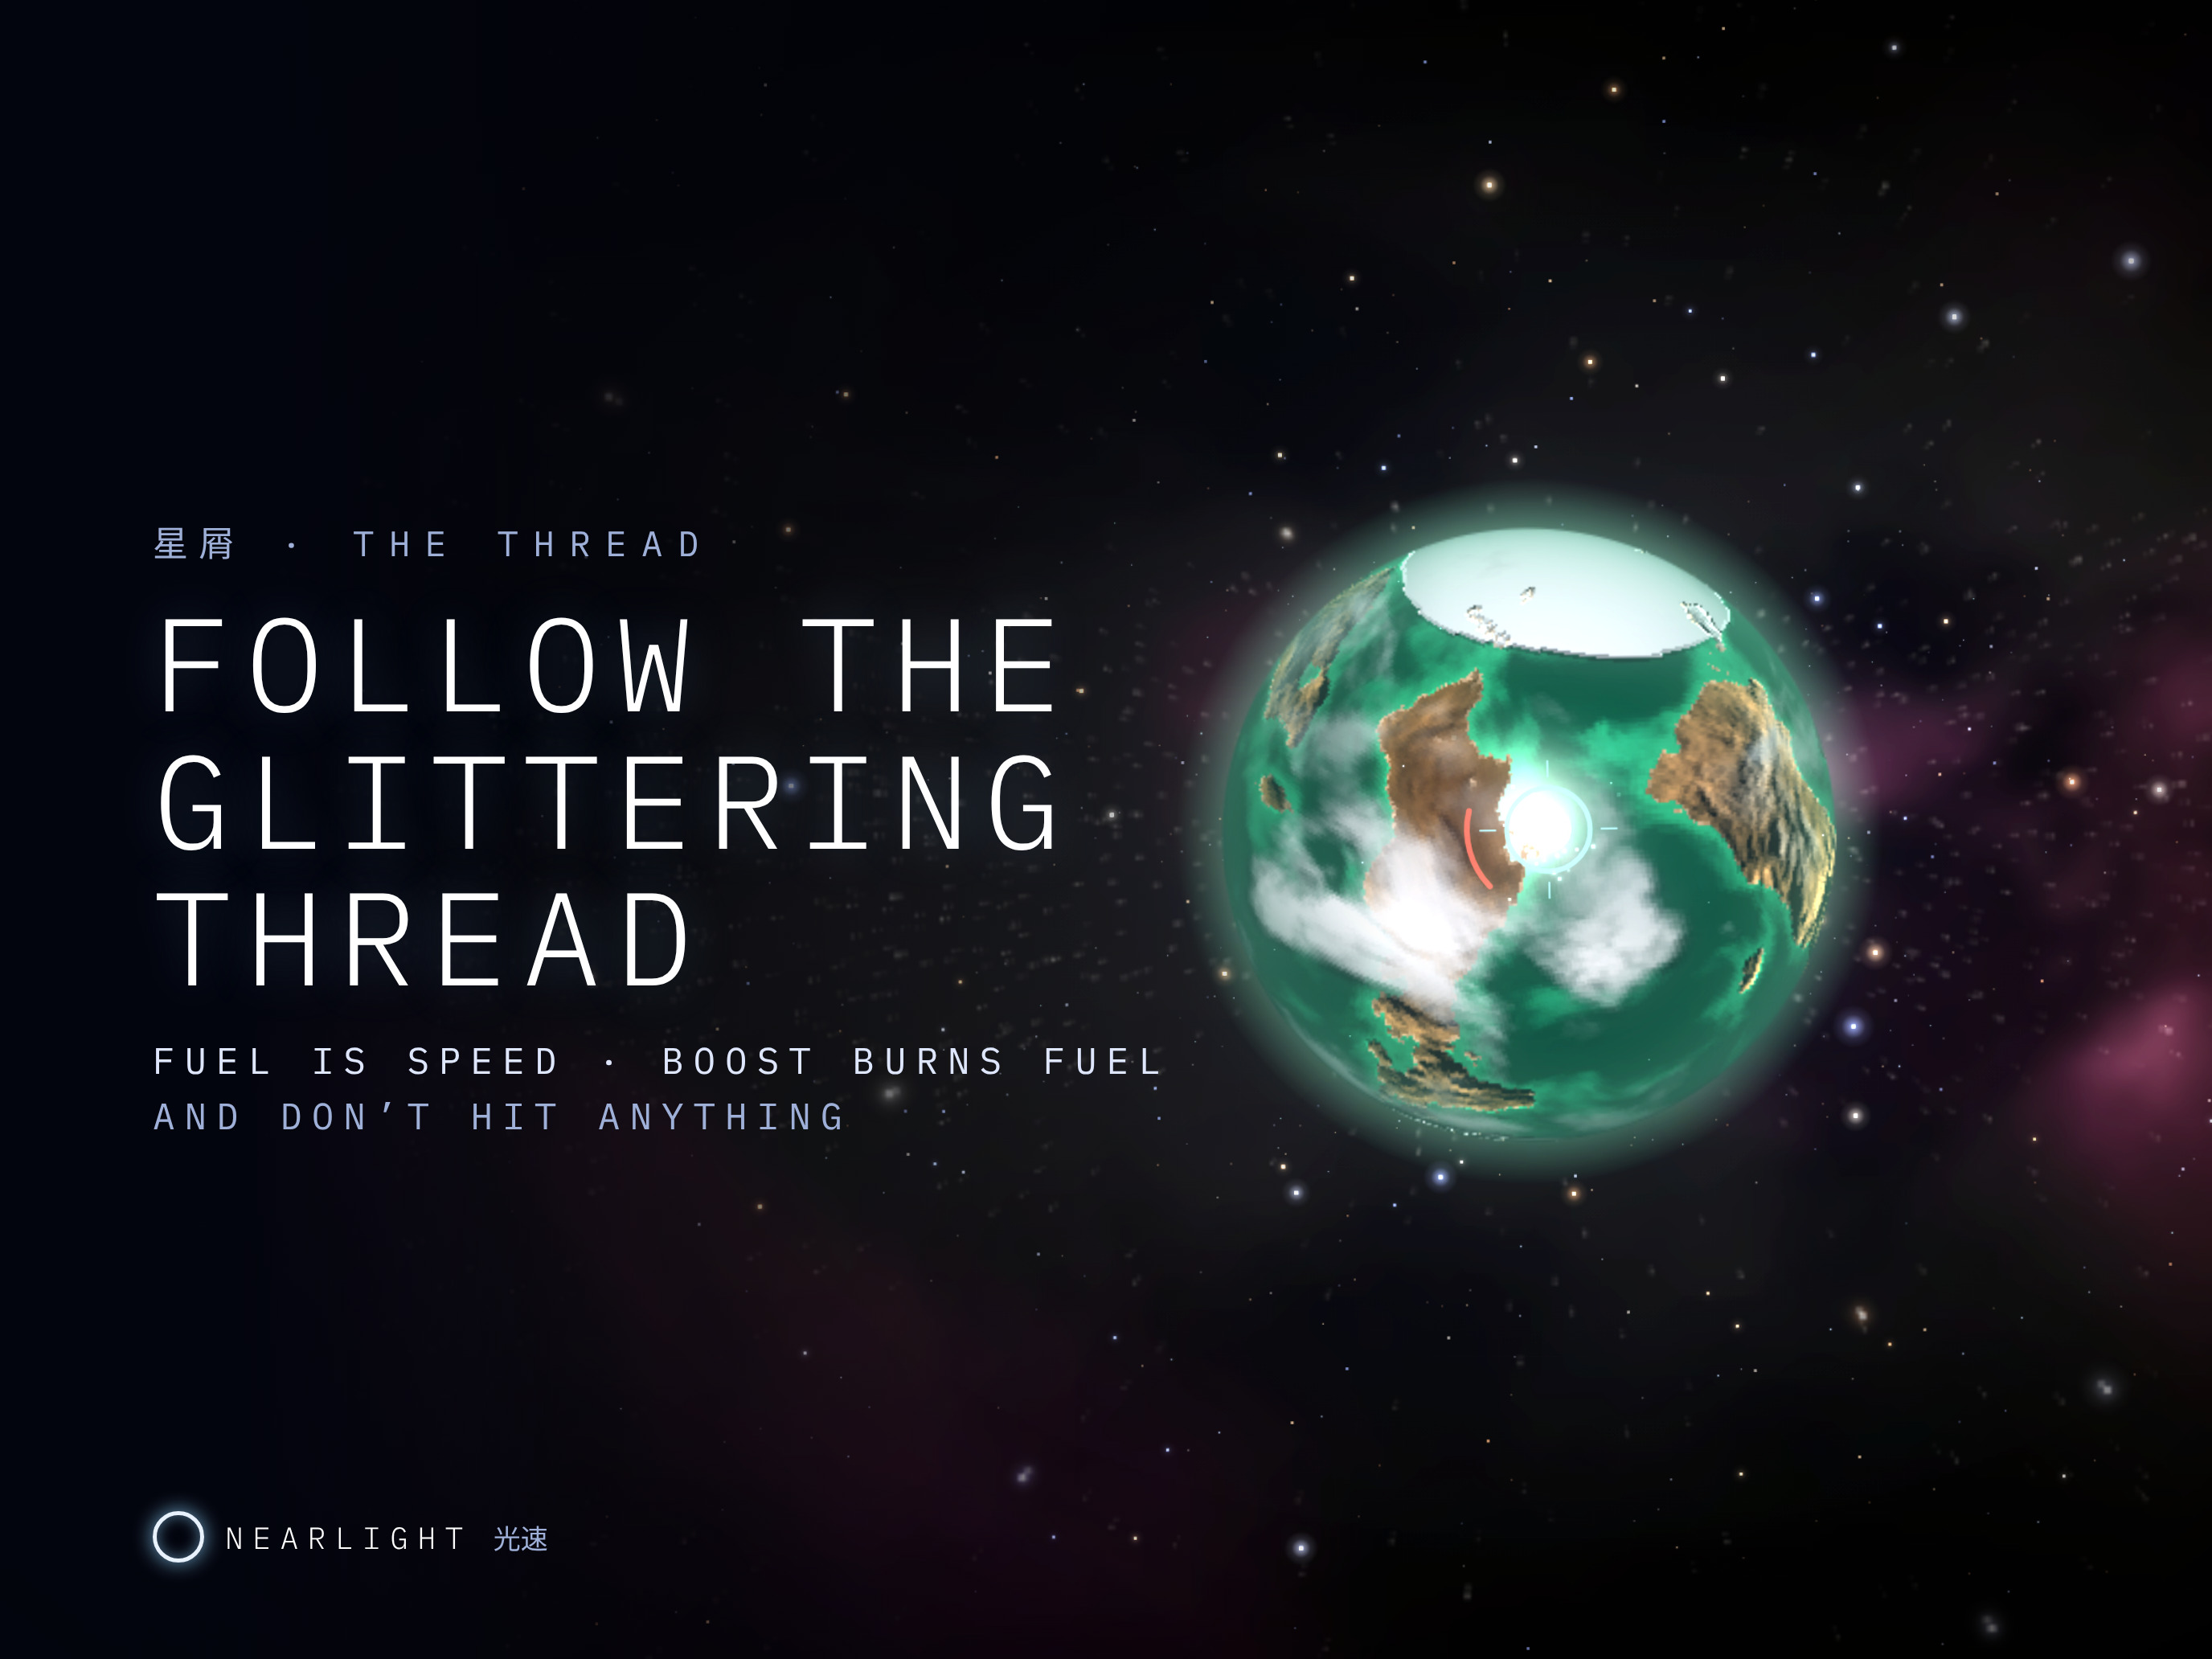 星屑 · THE THREAD
FOLLOW THE
GLITTERING
THREAD
FUEL IS SPEED · BOOST BURNS FUEL
AND DON’T HIT ANYTHING
NEARLIGHT 光速